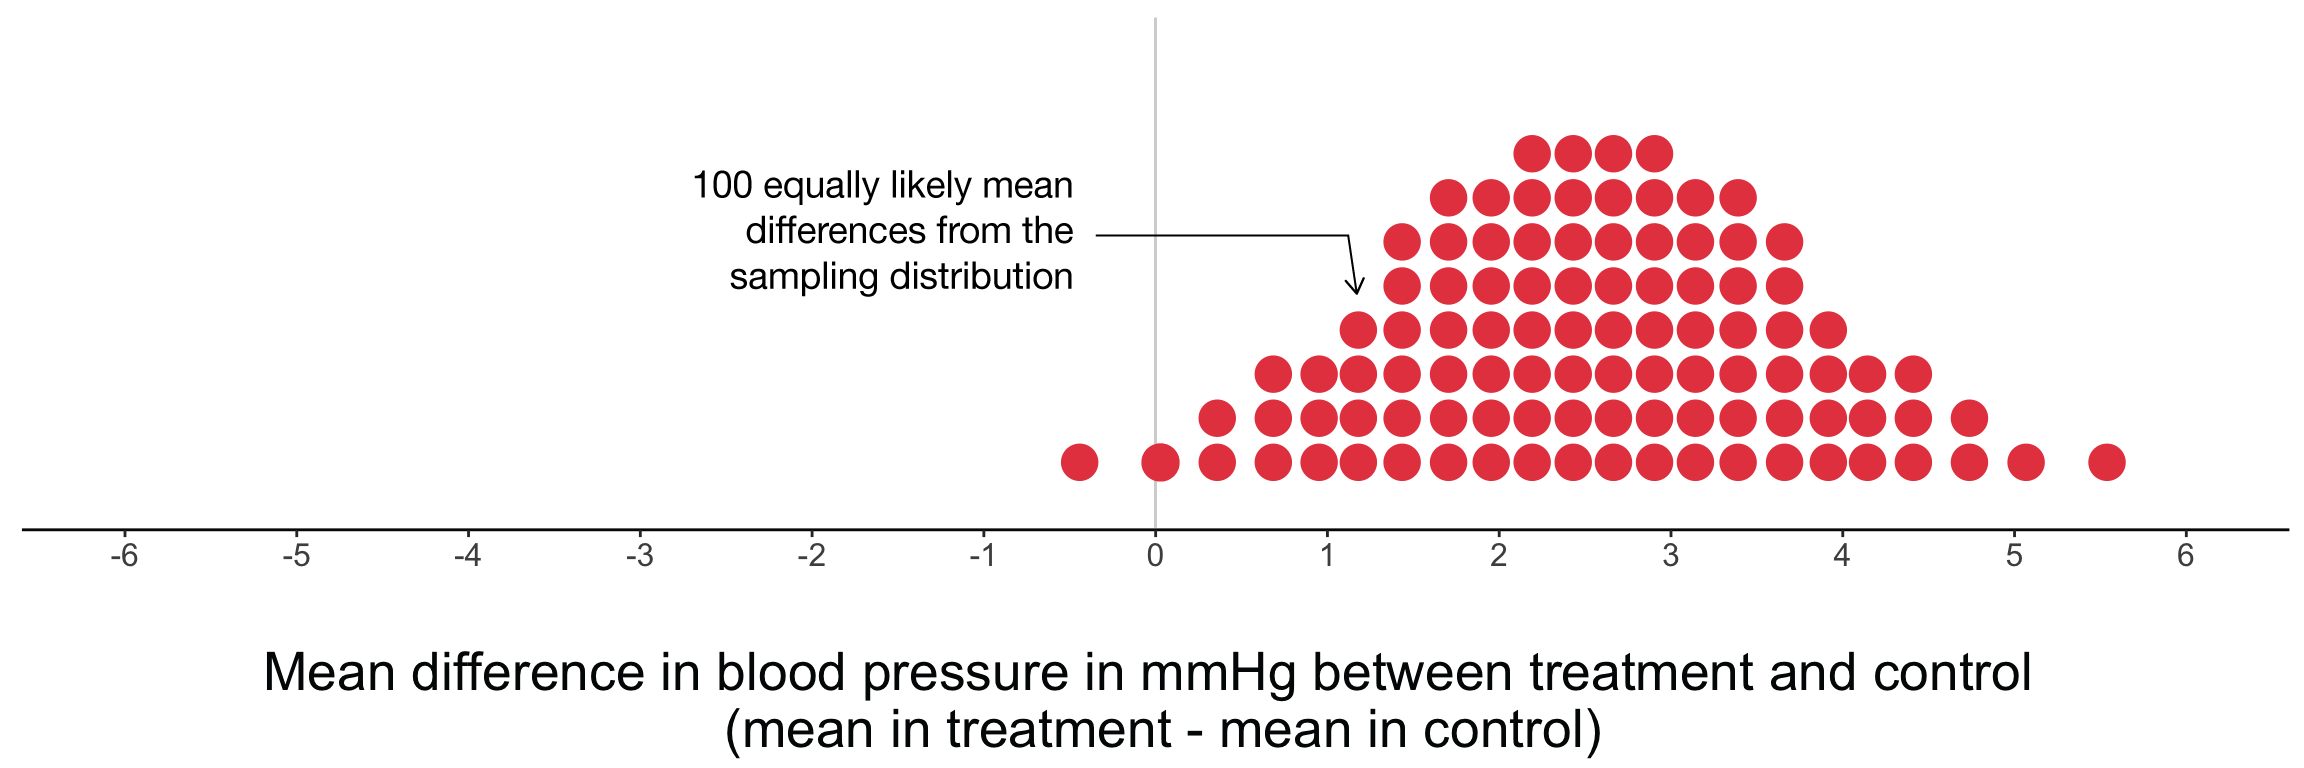 100 equally likely mean
differences from the
sampling distribution
-6 -5 -4 -3 -2 -1 0 1 2 3 4 5 6
Mean difference in blood pressure in mmHg between treatment and control
(mean in treatment - mean in control)